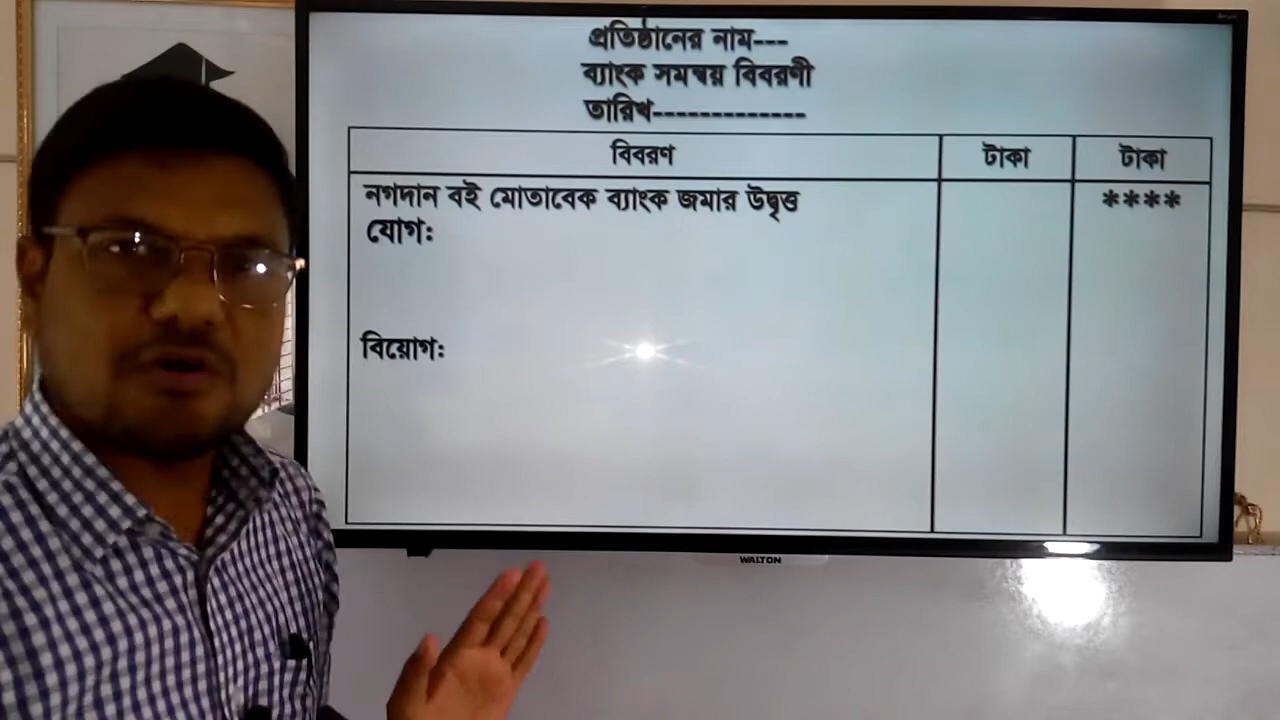 প্রতিষ্ঠানের নাম---
ব্যাংক সমন্বয় বিবরণী
তারিখ-------------
বিবরণ টাকা টাকা
নগদান বই মোতাবেক ব্যাংক জমার উদ্বৃত্ত ****
যোগঃ
বিয়োগঃ
WALTON